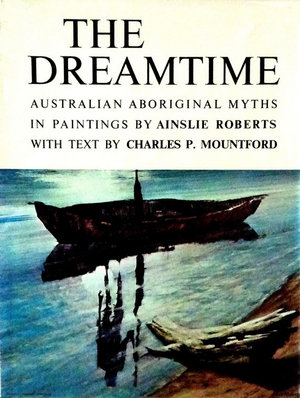 THE
DREAMTIME
AUSTRALIAN ABORIGINAL MYTHS
IN PAINTINGS BY AINSLIE ROBERTS
WITH TEXT BY CHARLES P. MOUNTFORD